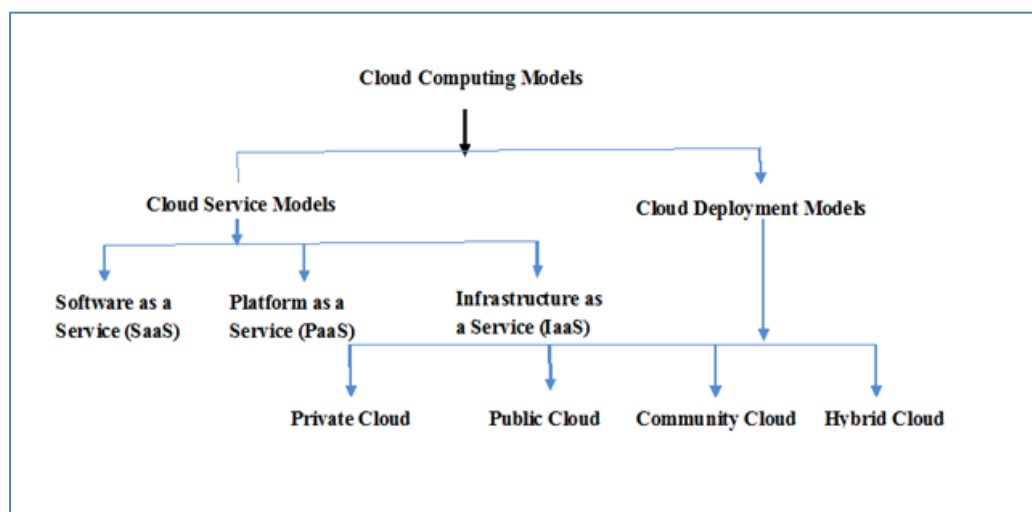 Cloud Computing Models
Cloud Service Models
Cloud Deployment Models
Software as a
Service (SaaS)
Platform as a
Service (PaaS)
Infrastructure as
a Service (IaaS)
Private Cloud
Public Cloud
Community Cloud
Hybrid Cloud